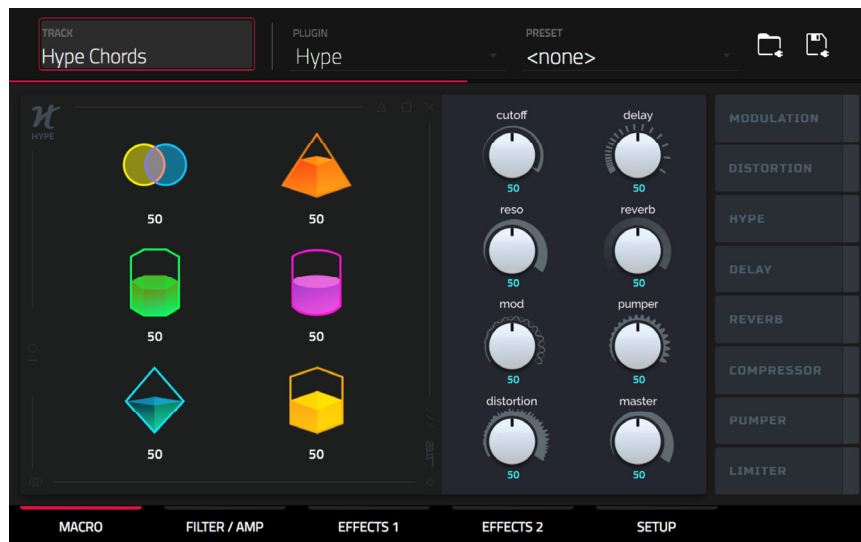 TRACK
Hype Chords
PLUGIN
Hype
PRESET
<none>
HYPE
50
50
50
50
50
50
AIR
cutoff
50
delay
50
reso
50
reverb
50
mod
50
pumper
50
distortion
50
master
50
MODULATION
DISTORTION
HYPE
DELAY
REVERB
COMPRESSOR
PUMPER
LIMITER
MACRO
FILTER / AMP
EFFECTS 1
EFFECTS 2
SETUP